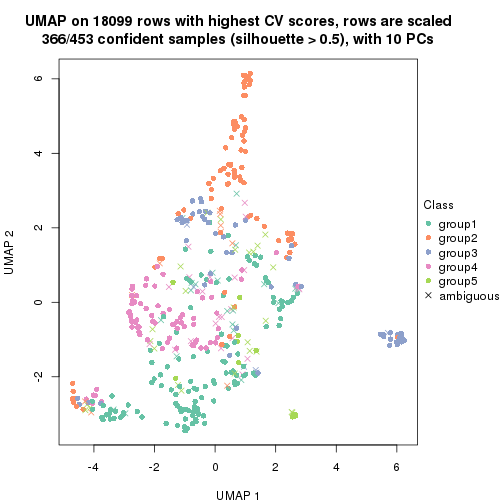 UMAP on 18099 rows with highest CV scores, rows are scaled
366/453 confident samples (silhouette > 0.5), with 10 PCs
6
4
2
0
-2
UMAP 2
-4
-2
0
2
4
6
UMAP 1
Class
group1
group2
group3
group4
group5
ambiguous